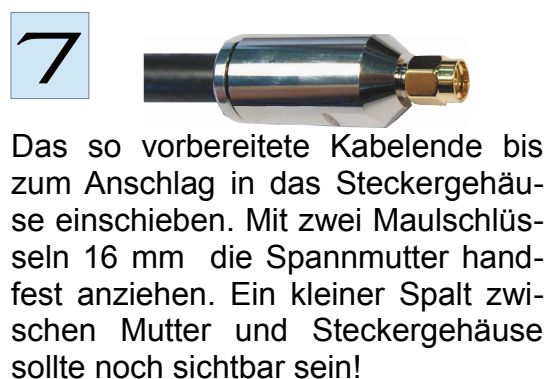 7
Das so vorbereitete Kabelende bis
zum Anschlag in das Steckergehäu-
se einschieben. Mit zwei Maulschlüs-
seln 16 mm  die Spannmutter hand-
fest anziehen. Ein kleiner Spalt zwi-
schen Mutter und Steckergehäuse
sollte noch sichtbar sein!